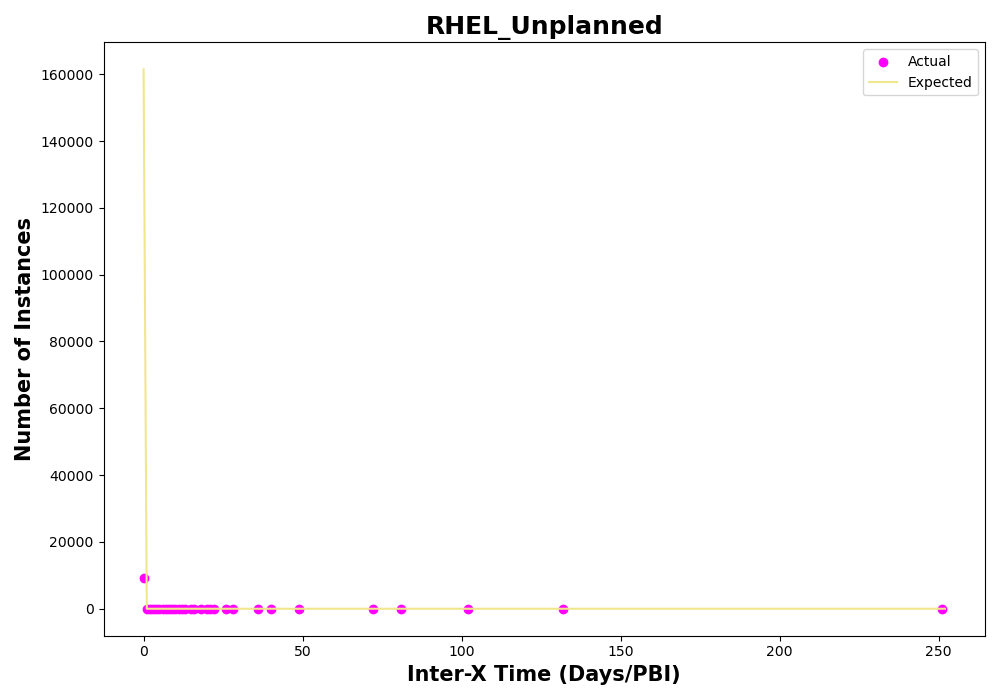 RHEL_Unplanned
Actual
Expected
Number of Instances
160000
140000
120000
100000
80000
60000
40000
20000
0
0 50 100 150 200 250
Inter-X Time (Days/PBI)